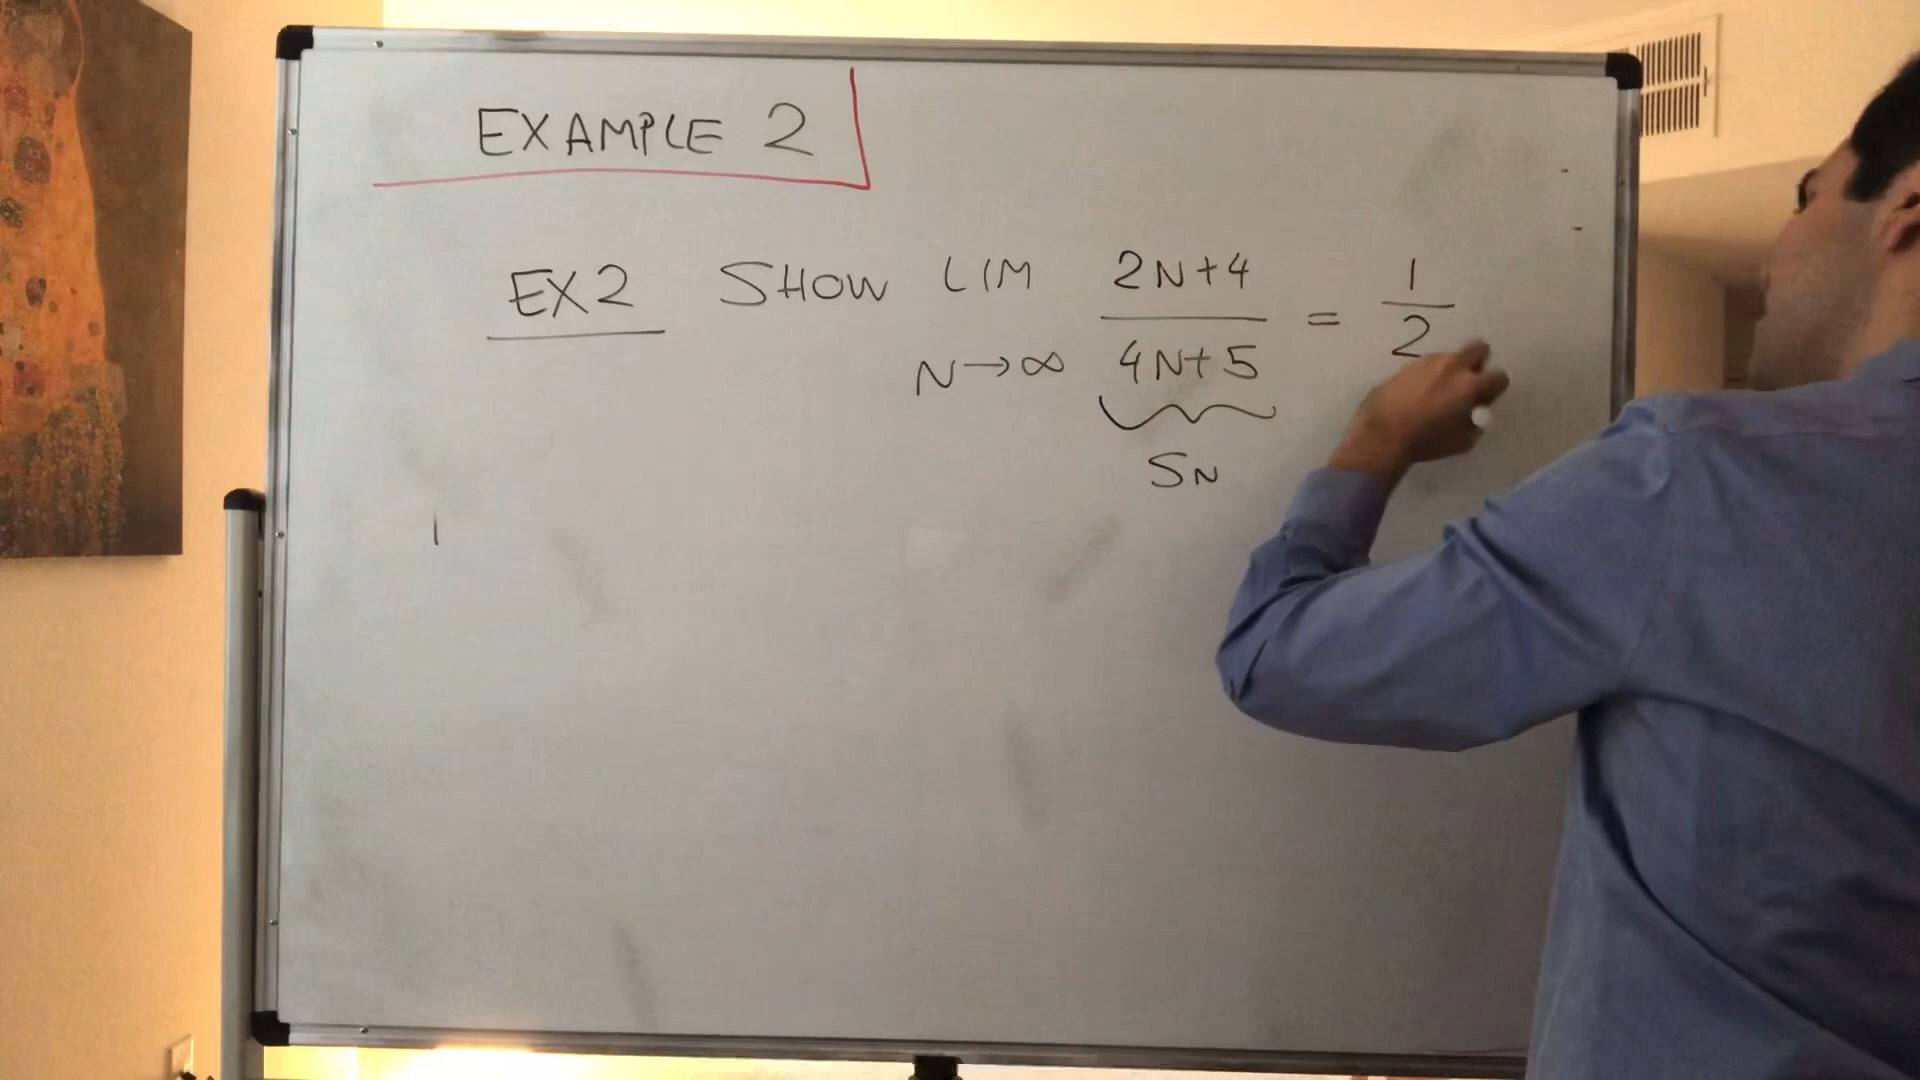 EXAMPLE 2
EX2 SHOW LIM 2N+4 = 1
N→∞ 4N+5 2
SN